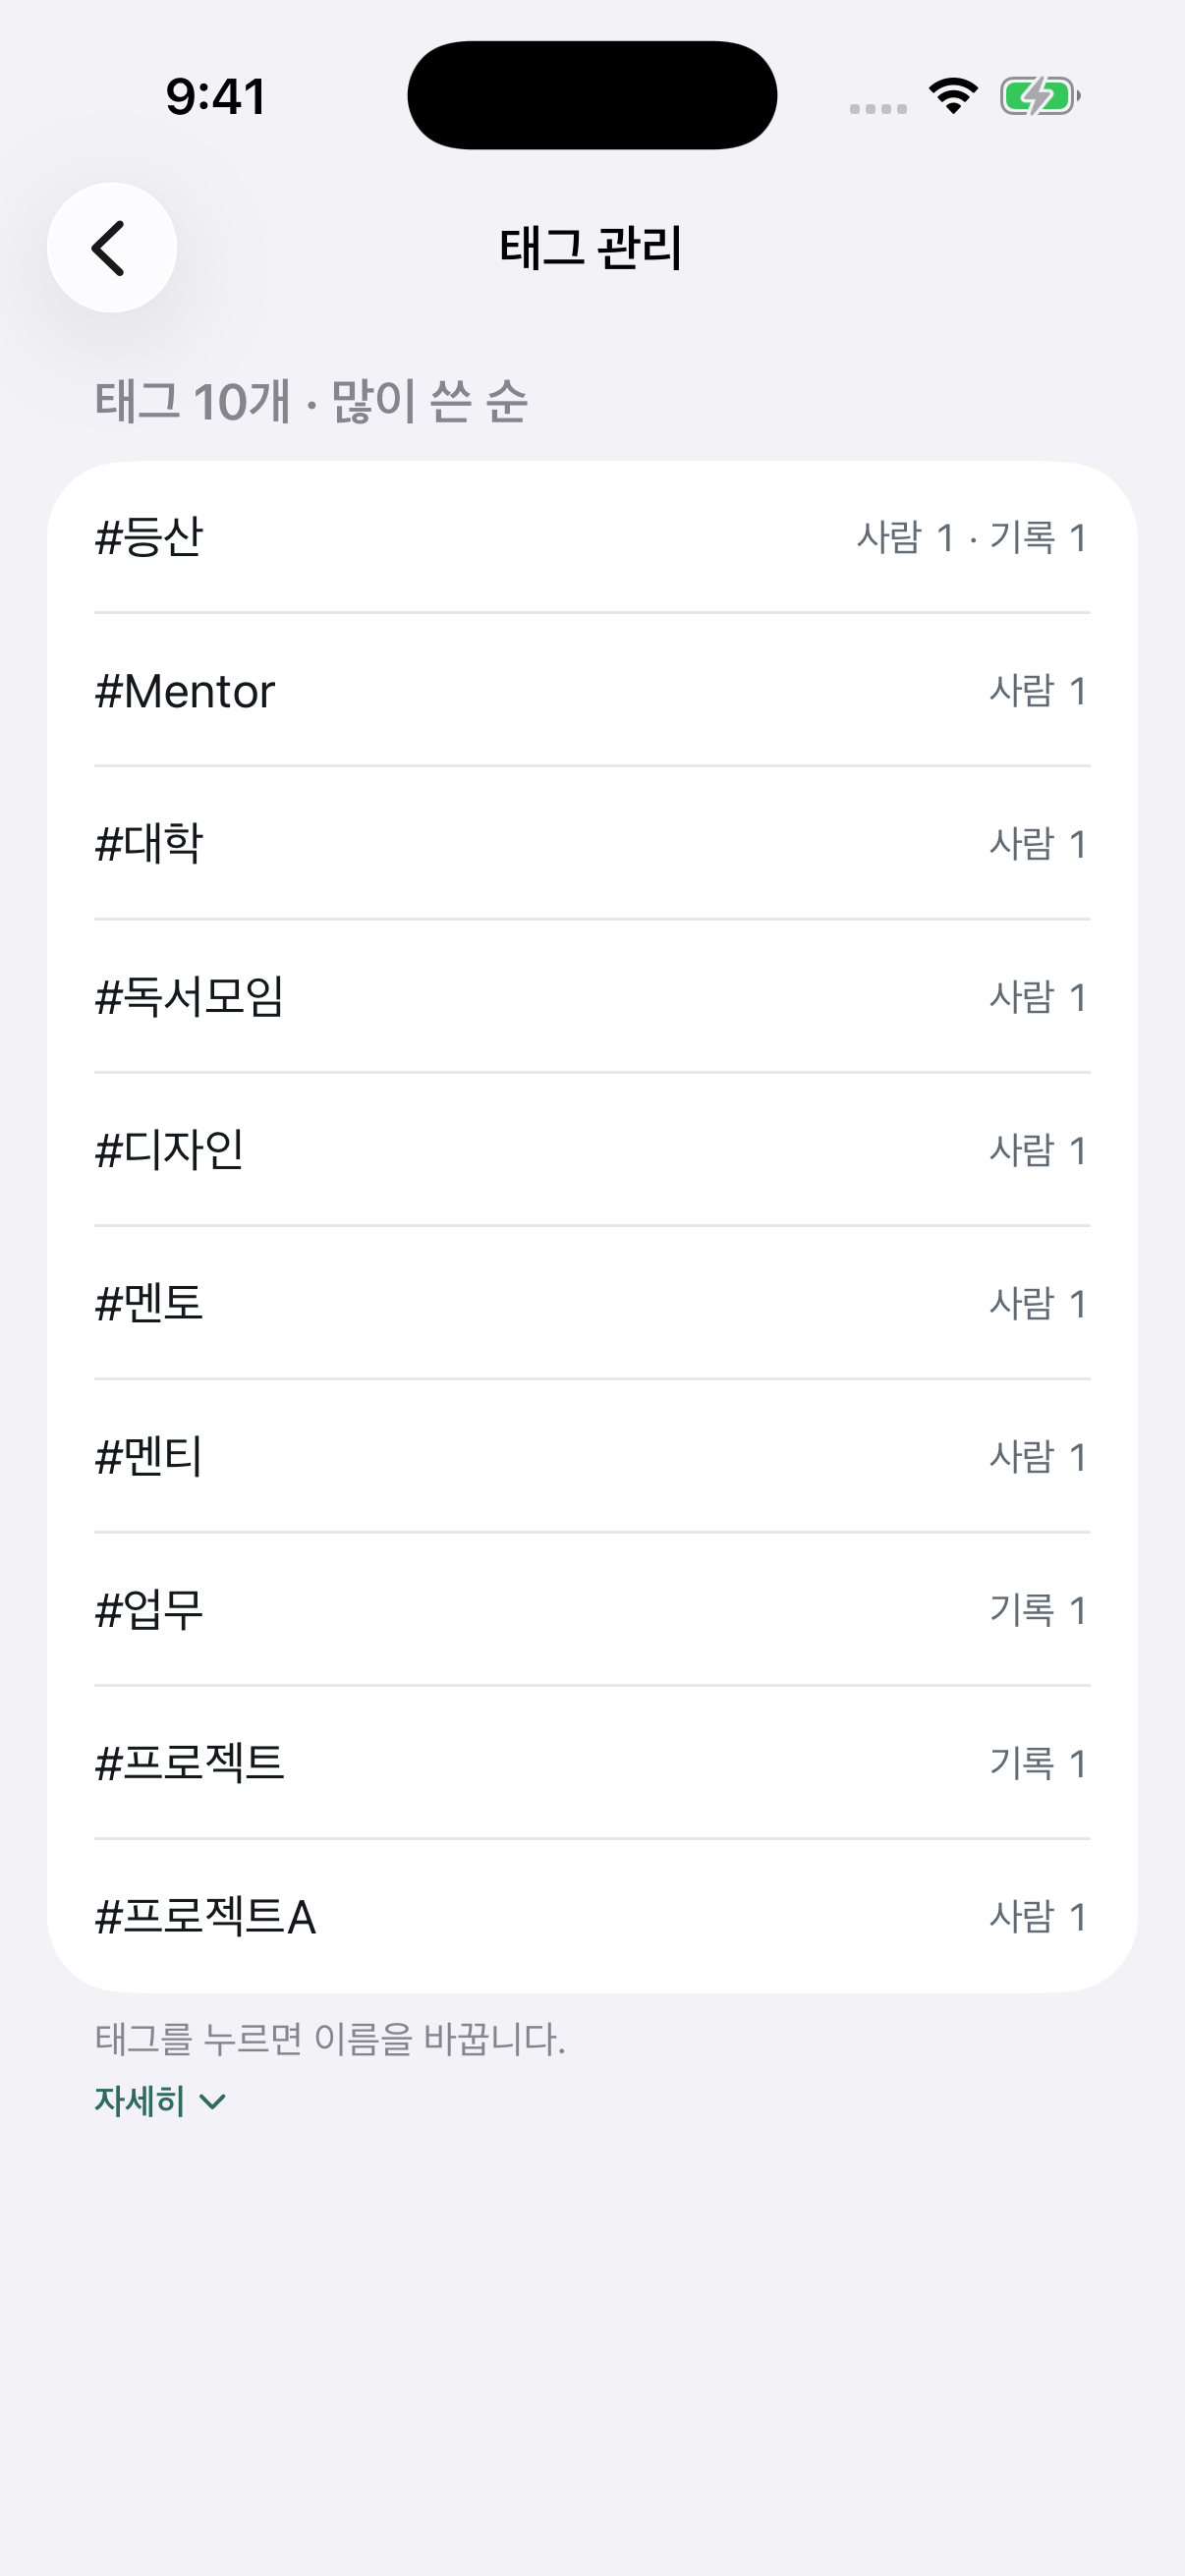 9:41
태그 관리
태그 10개 · 많이 쓴 순
#등산 사람 1 · 기록 1
#Mentor 사람 1
#대학 사람 1
#독서모임 사람 1
#디자인 사람 1
#멘토 사람 1
#멘티 사람 1
#업무 기록 1
#프로젝트 기록 1
#프로젝트A 사람 1
태그를 누르면 이름을 바꿉니다.
자세히